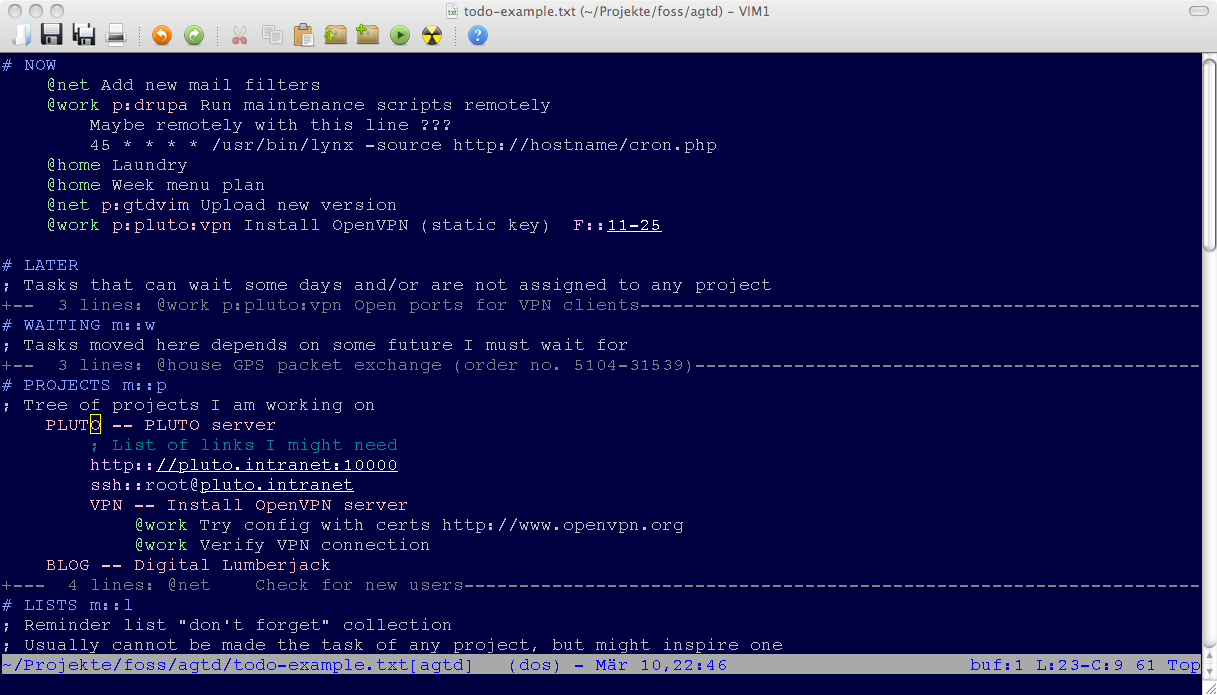 todo-example.txt (~/Projekte/foss/agtd) - VIM1
# NOW
@net Add new mail filters
@work p:drupa Run maintenance scripts remotely
Maybe remotely with this line ???
45 * * * * /usr/bin/lynx -source http://hostname/cron.php
@home Laundry
@home Week menu plan
@net p:gtdvim Upload new version
@work p:pluto:vpn Install OpenVPN (static key)  F::11-25
# LATER
; Tasks that can wait some days and/or are not assigned to any project
+--  3 lines: @work p:pluto:vpn Open ports for VPN clients---------------------------------------------------
# WAITING m::w
; Tasks moved here depends on some future I must wait for
+--  3 lines: @house GPS packet exchange (order no. 5104-31539)----------------------------------------------
# PROJECTS m::p
; Tree of projects I am working on
PLUTO -- PLUTO server
; List of links I might need
http:://pluto.intranet:10000
ssh::root@pluto.intranet
VPN -- Install OpenVPN server
@work Try config with certs http://www.openvpn.org
@work Verify VPN connection
BLOG -- Digital Lumberjack
+---  4 lines: @net    Check for new users-------------------------------------------------------------------
# LISTS m::l
; Reminder list "don't forget" collection
; Usually cannot be made the task of any project, but might inspire one
~/Projekte/foss/agtd/todo-example.txt[agtd]   (dos) - Mär 10,22:46   buf:1 L:23-C:9 61 Top